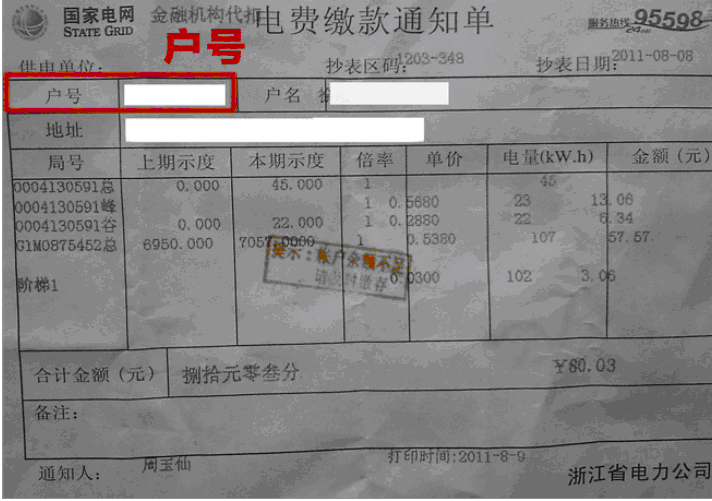 国家电网 金融机构代扣 电费缴款通知单 服务热线 95598
STATE GRID 24小时
户号
供电单位: 抄表区码: 1203-348 抄表日期: 2011-08-08
户号 户名 徐
地址
局号 上期示度 本期示度 倍率 单价 电量(kW.h) 金额(元)
0004130591总 0.000 45.000 1 45
0004130591峰 1 0.5680 23 13.06
0004130591谷 0.000 22.000 1 0.2880 22 6.34
G1M0875452总 6950.000 7057.0000 1 0.5380 107 57.57
提示:帐户余额不足
请及时缴存
阶梯1 0.0300 102 3.06
合计金额(元) 捌拾元零叁分 ¥80.03
备注:
通知人: 周玉仙 打印时间:2011-8-9 浙江省电力公司